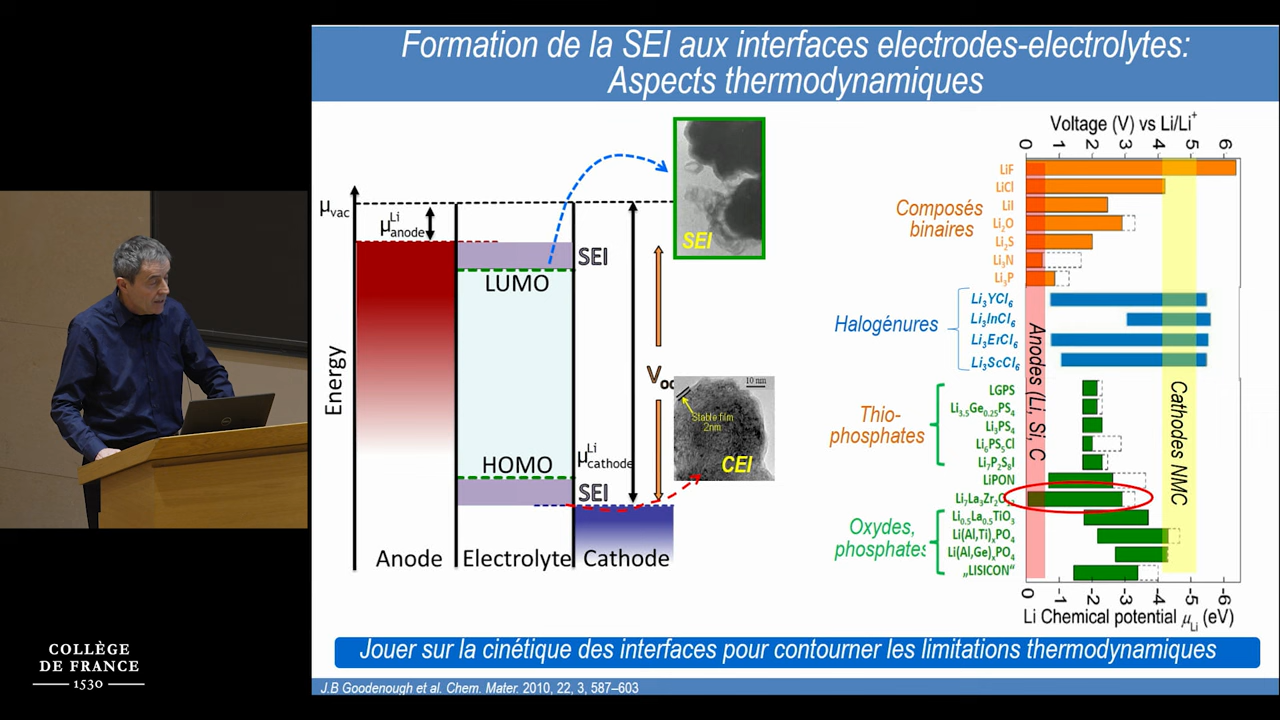 Formation de la SEI aux interfaces electrodes-electrolytes:
Aspects thermodynamiques
μvac
μ Li anode
SEI
LUMO
HOMO
SEI
Energy
Anode
Electrolyte
Cathode
μ Li cathode
SEI
10 nm
Stable film
2nm
CEI
Voltage (V) vs Li/Li+
0 1 2 3 4 5 6
Composés
binaires
LiF
LiCl
LiI
Li2O
Li2S
Li3N
Li3P
Halogénures
Li3YCl6
Li3InCl6
Li3ErCl6
Li3ScCl6
Thio-
phosphates
LGPS
Li3.5Ge0.25PS4
Li3PS4
Li6PS5Cl
Li7P2S8I
LiPON
Oxydes,
phosphates
Li0.5La0.5TiO3
Li(Al,Ti)xPO4
Li(Al,Ge)xPO4
„LISICON“
Anodes (Li, Si, C
Cathodes NMC
0 -1 -2 -3 -4 -5 -6
Li Chemical potential μLi (eV)
Jouer sur la cinétique des interfaces pour contourner les limitations thermodynamiques
J.B Goodenough et al. Chem. Mater. 2010, 22, 3, 587–603
COLLÈGE
DE FRANCE
1530